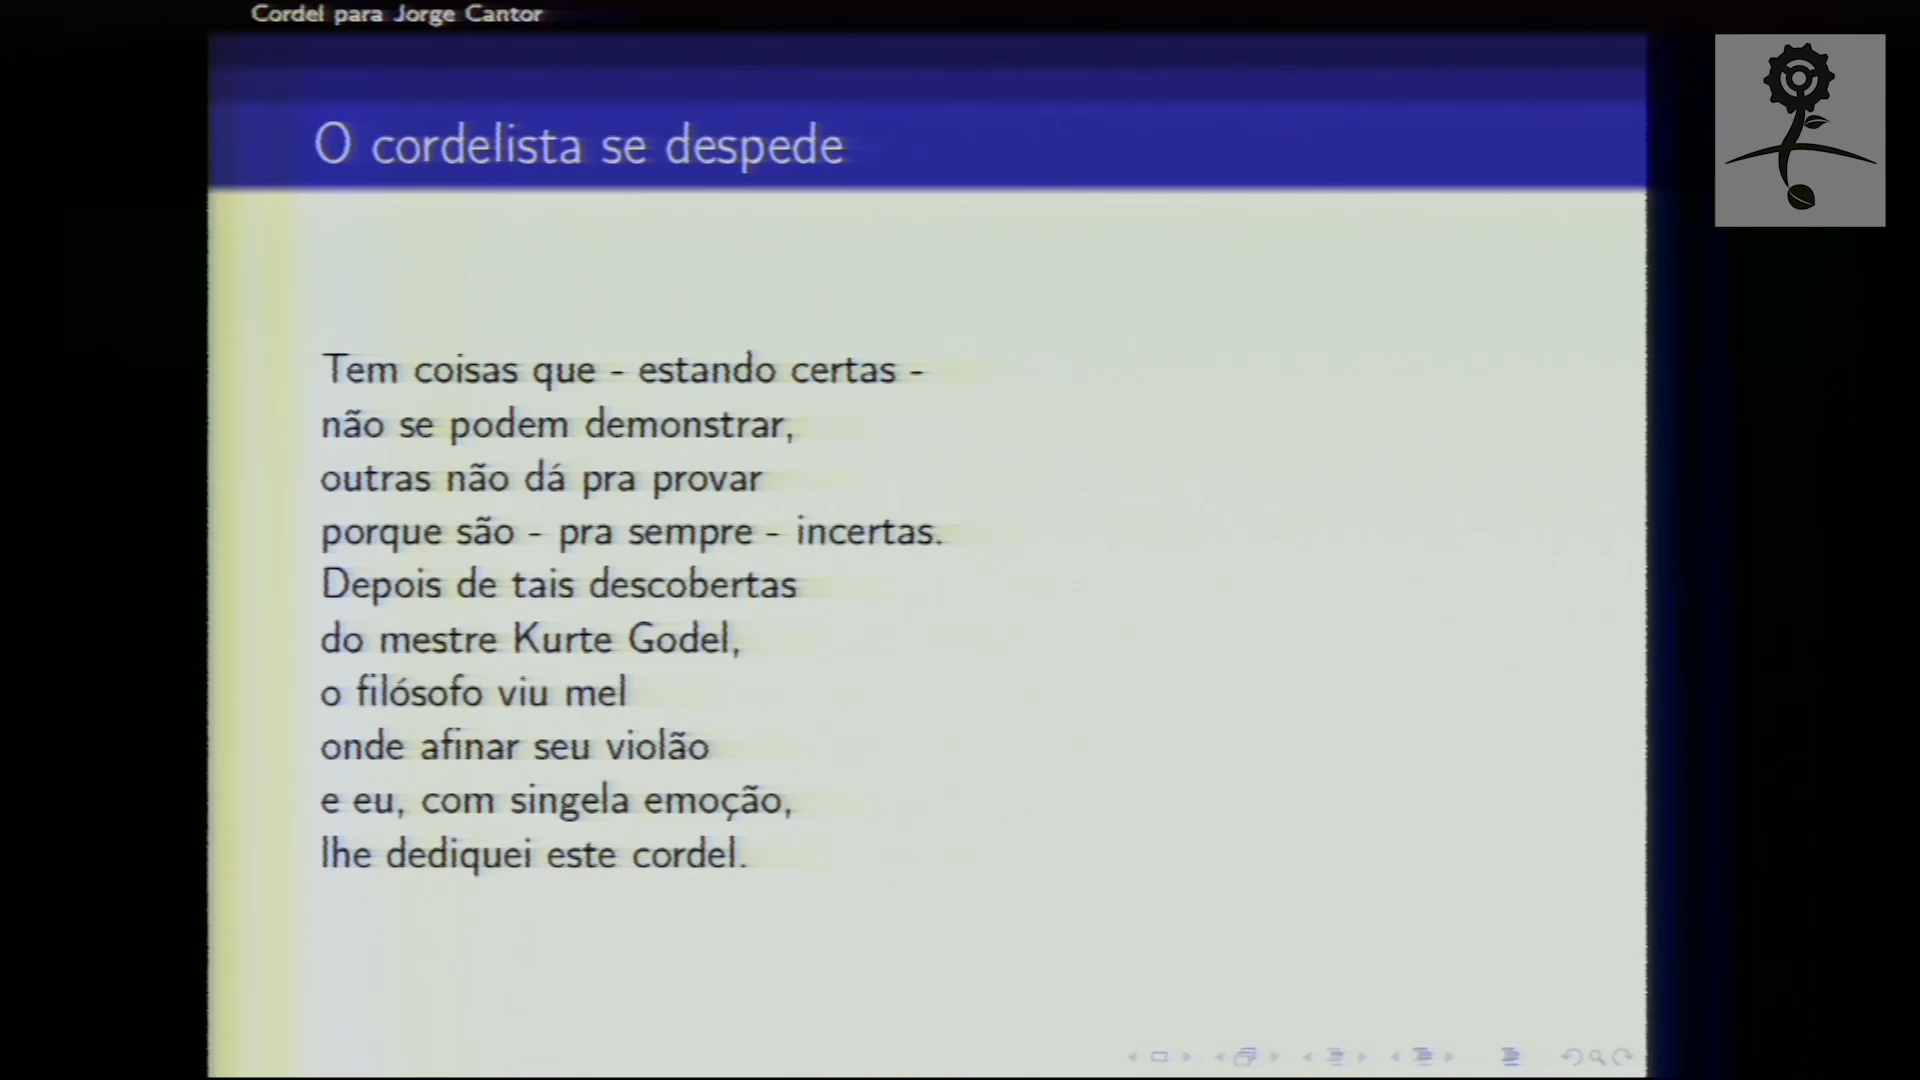 Cordel para Jorge Cantor
O cordelista se despede
Tem coisas que - estando certas -
não se podem demonstrar,
outras não dá pra provar
porque são - pra sempre - incertas.
Depois de tais descobertas
do mestre Kurte Godel,
o filósofo viu mel
onde afinar seu violão
e eu, com singela emoção,
lhe dediquei este cordel.